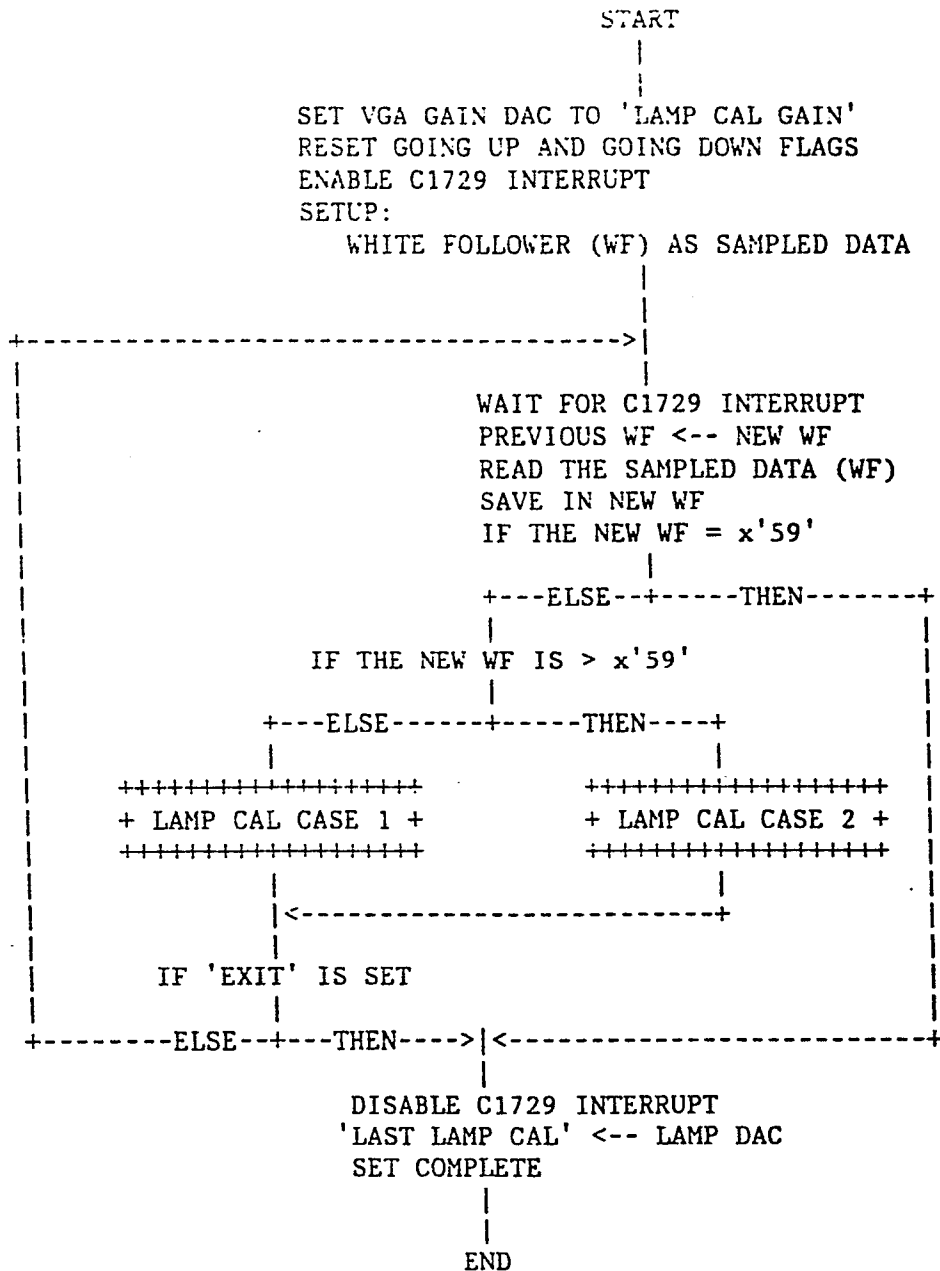 START
SET VGA GAIN DAC TO 'LAMP CAL GAIN'
RESET GOING UP AND GOING DOWN FLAGS
ENABLE C1729 INTERRUPT
SETUP:
WHITE FOLLOWER (WF) AS SAMPLED DATA
WAIT FOR C1729 INTERRUPT
PREVIOUS WF <-- NEW WF
READ THE SAMPLED DATA (WF)
SAVE IN NEW WF
IF THE NEW WF = x'59'
+---ELSE--+-----THEN-------+
IF THE NEW WF IS > x'59'
+---ELSE------+-----THEN----+
+ LAMP CAL CASE 1 + + LAMP CAL CASE 2 +
IF 'EXIT' IS SET
+--------ELSE--+---THEN---->|<--------------------------+
DISABLE C1729 INTERRUPT
'LAST LAMP CAL' <-- LAMP DAC
SET COMPLETE
END